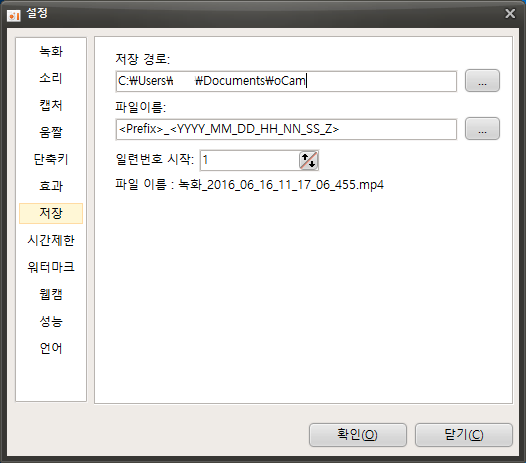 설정
녹화
소리
캡처
움짤
단축키
효과
저장
시간제한
워터마크
웹캠
성능
언어
저장 경로:
C:₩Users₩ ₩Documents₩oCam
...
파일이름:
<Prefix>_<YYYY_MM_DD_HH_NN_SS_Z>
...
일련번호 시작: 1
파일 이름 : 녹화_2016_06_16_11_17_06_455.mp4
확인(O) 닫기(C)